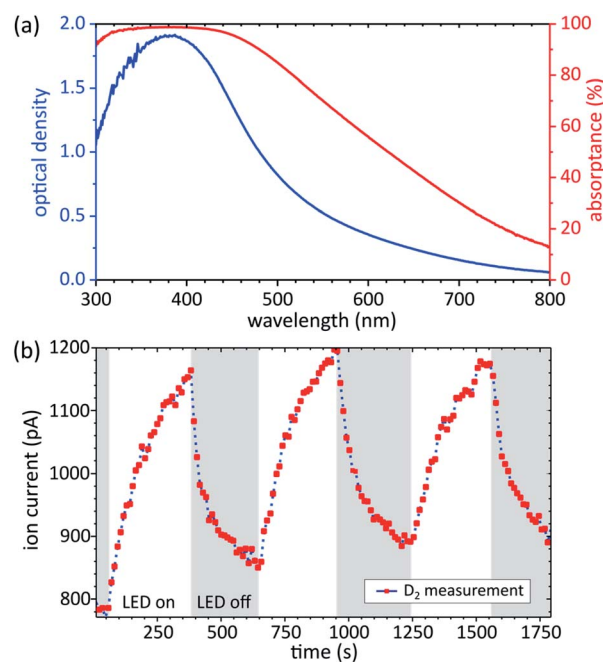 (a)
2.0
1.5
1.0
0.5
0.0
optical density
100
80
60
40
20
0
absorptance (%)
300 400 500 600 700 800
wavelength (nm)
(b)
1200
1100
1000
900
800
ion current (pA)
LED on LED off
D₂ measurement
250 500 750 1000 1250 1500 1750
time (s)